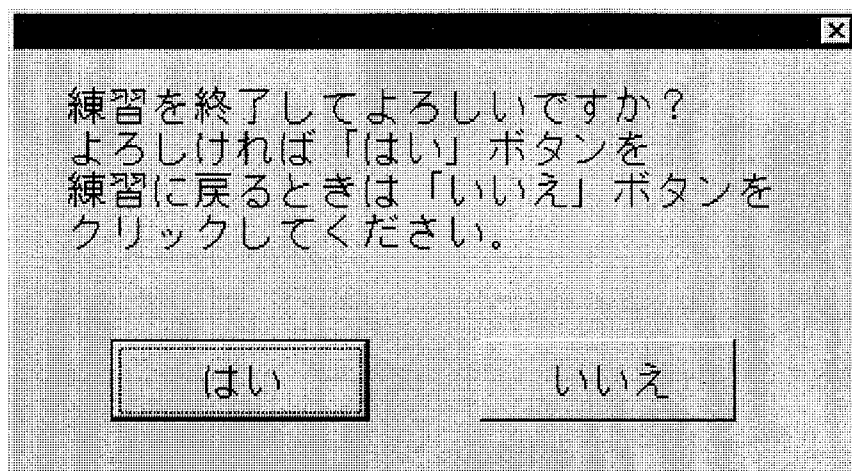 練習を終了してよろしいですか？
よろしければ「はい」ボタンを
練習に戻るときは「いいえ」ボタンを
クリックしてください。
はい
いいえ